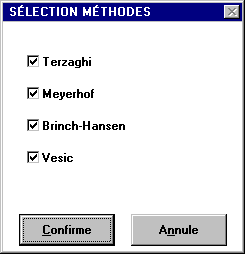 SÉLECTION MÉTHODES
Terzaghi
Meyerhof
Brinch-Hansen
Vesic
Confirme Annule